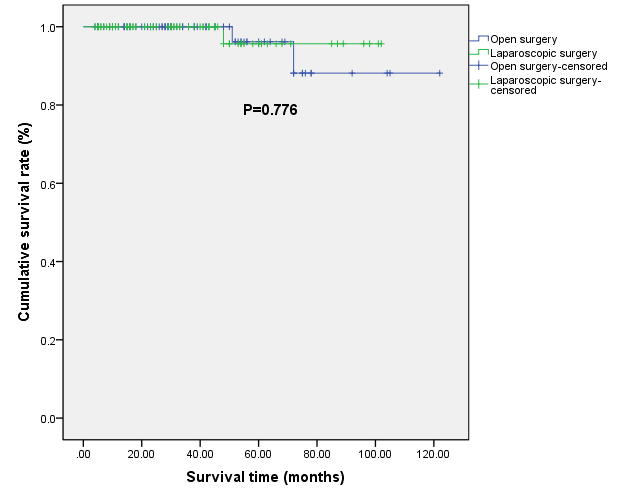 Cumulative survival rate (%)
1.0
0.8
0.6
0.4
0.2
0.0
P=0.776
.00
20.00
40.00
60.00
80.00
100.00
120.00
Survival time (months)
Open surgery
Laparoscopic surgery
Open surgery-censored
Laparoscopic surgery-
censored